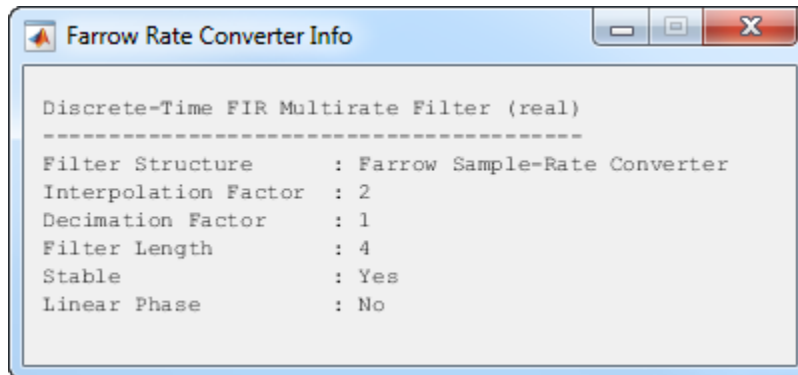 Farrow Rate Converter Info
Discrete-Time FIR Multirate Filter (real)
-----------------------------------------
Filter Structure      : Farrow Sample-Rate Converter
Interpolation Factor  : 2
Decimation Factor     : 1
Filter Length         : 4
Stable                : Yes
Linear Phase          : No